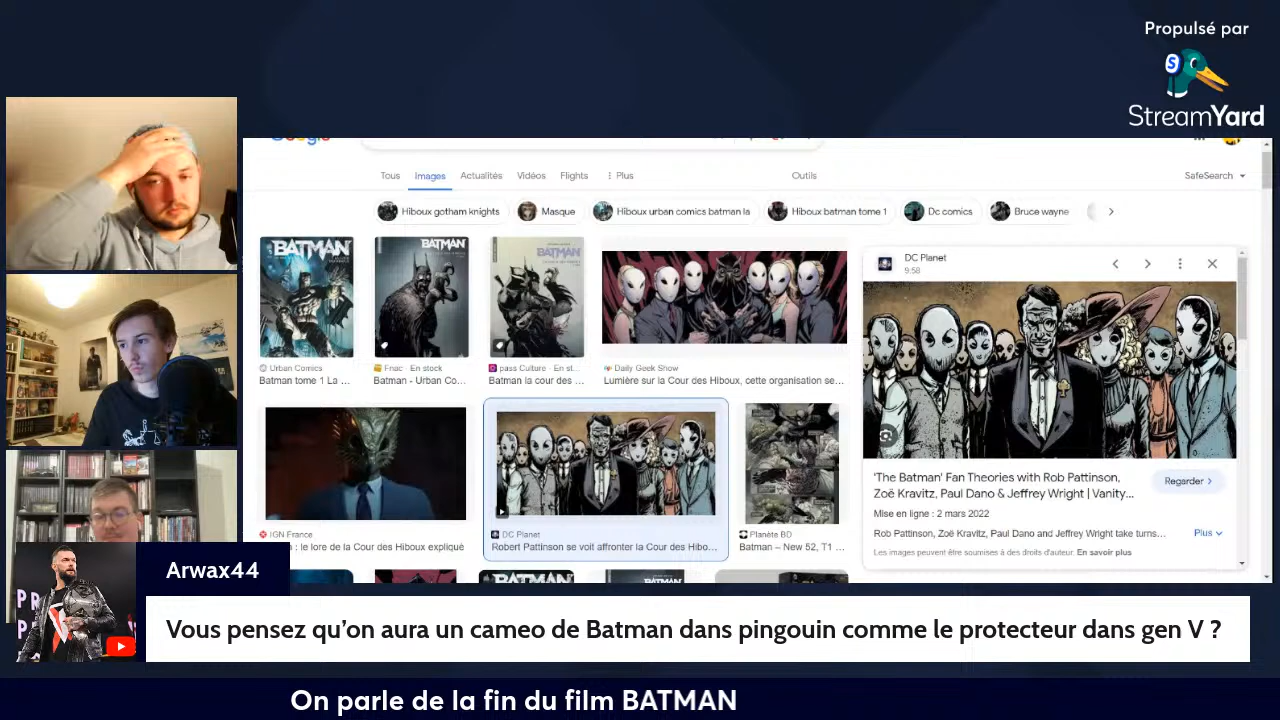 Propulsé par
StreamYard
Google
Tous Images Actualités Vidéos Flights Plus Outils SafeSearch
Hiboux gotham knights Masque Hiboux urban comics batman la Hiboux batman tome 1 Dc comics Bruce wayne
BATMAN BATMAN BATMAN
Urban Comics
Batman tome 1 La ...
Fnac · En stock
Batman - Urban Co...
pass Culture · En st...
Batman la cour des ...
Daily Geek Show
Lumière sur la Cour des Hiboux, cette organisation se...
IGN France
: le lore de la Cour des Hiboux expliqué
DC Planet
Robert Pattinson se voit affronter la Cour des Hibo...
Planète BD
Batman – New 52, T1 ...
BATMAN
DC Planet
9:58
'The Batman' Fan Theories with Rob Pattinson,
Zoë Kravitz, Paul Dano & Jeffrey Wright | Vanity...
Regarder
Mise en ligne : 2 mars 2022
Rob Pattinson, Zoë Kravitz, Paul Dano and Jeffrey Wright take turns...
Plus
Les images peuvent être soumises à des droits d'auteur. En savoir plus
Arwax44
Vous pensez qu'on aura un cameo de Batman dans pingouin comme le protecteur dans gen V ?
On parle de la fin du film BATMAN